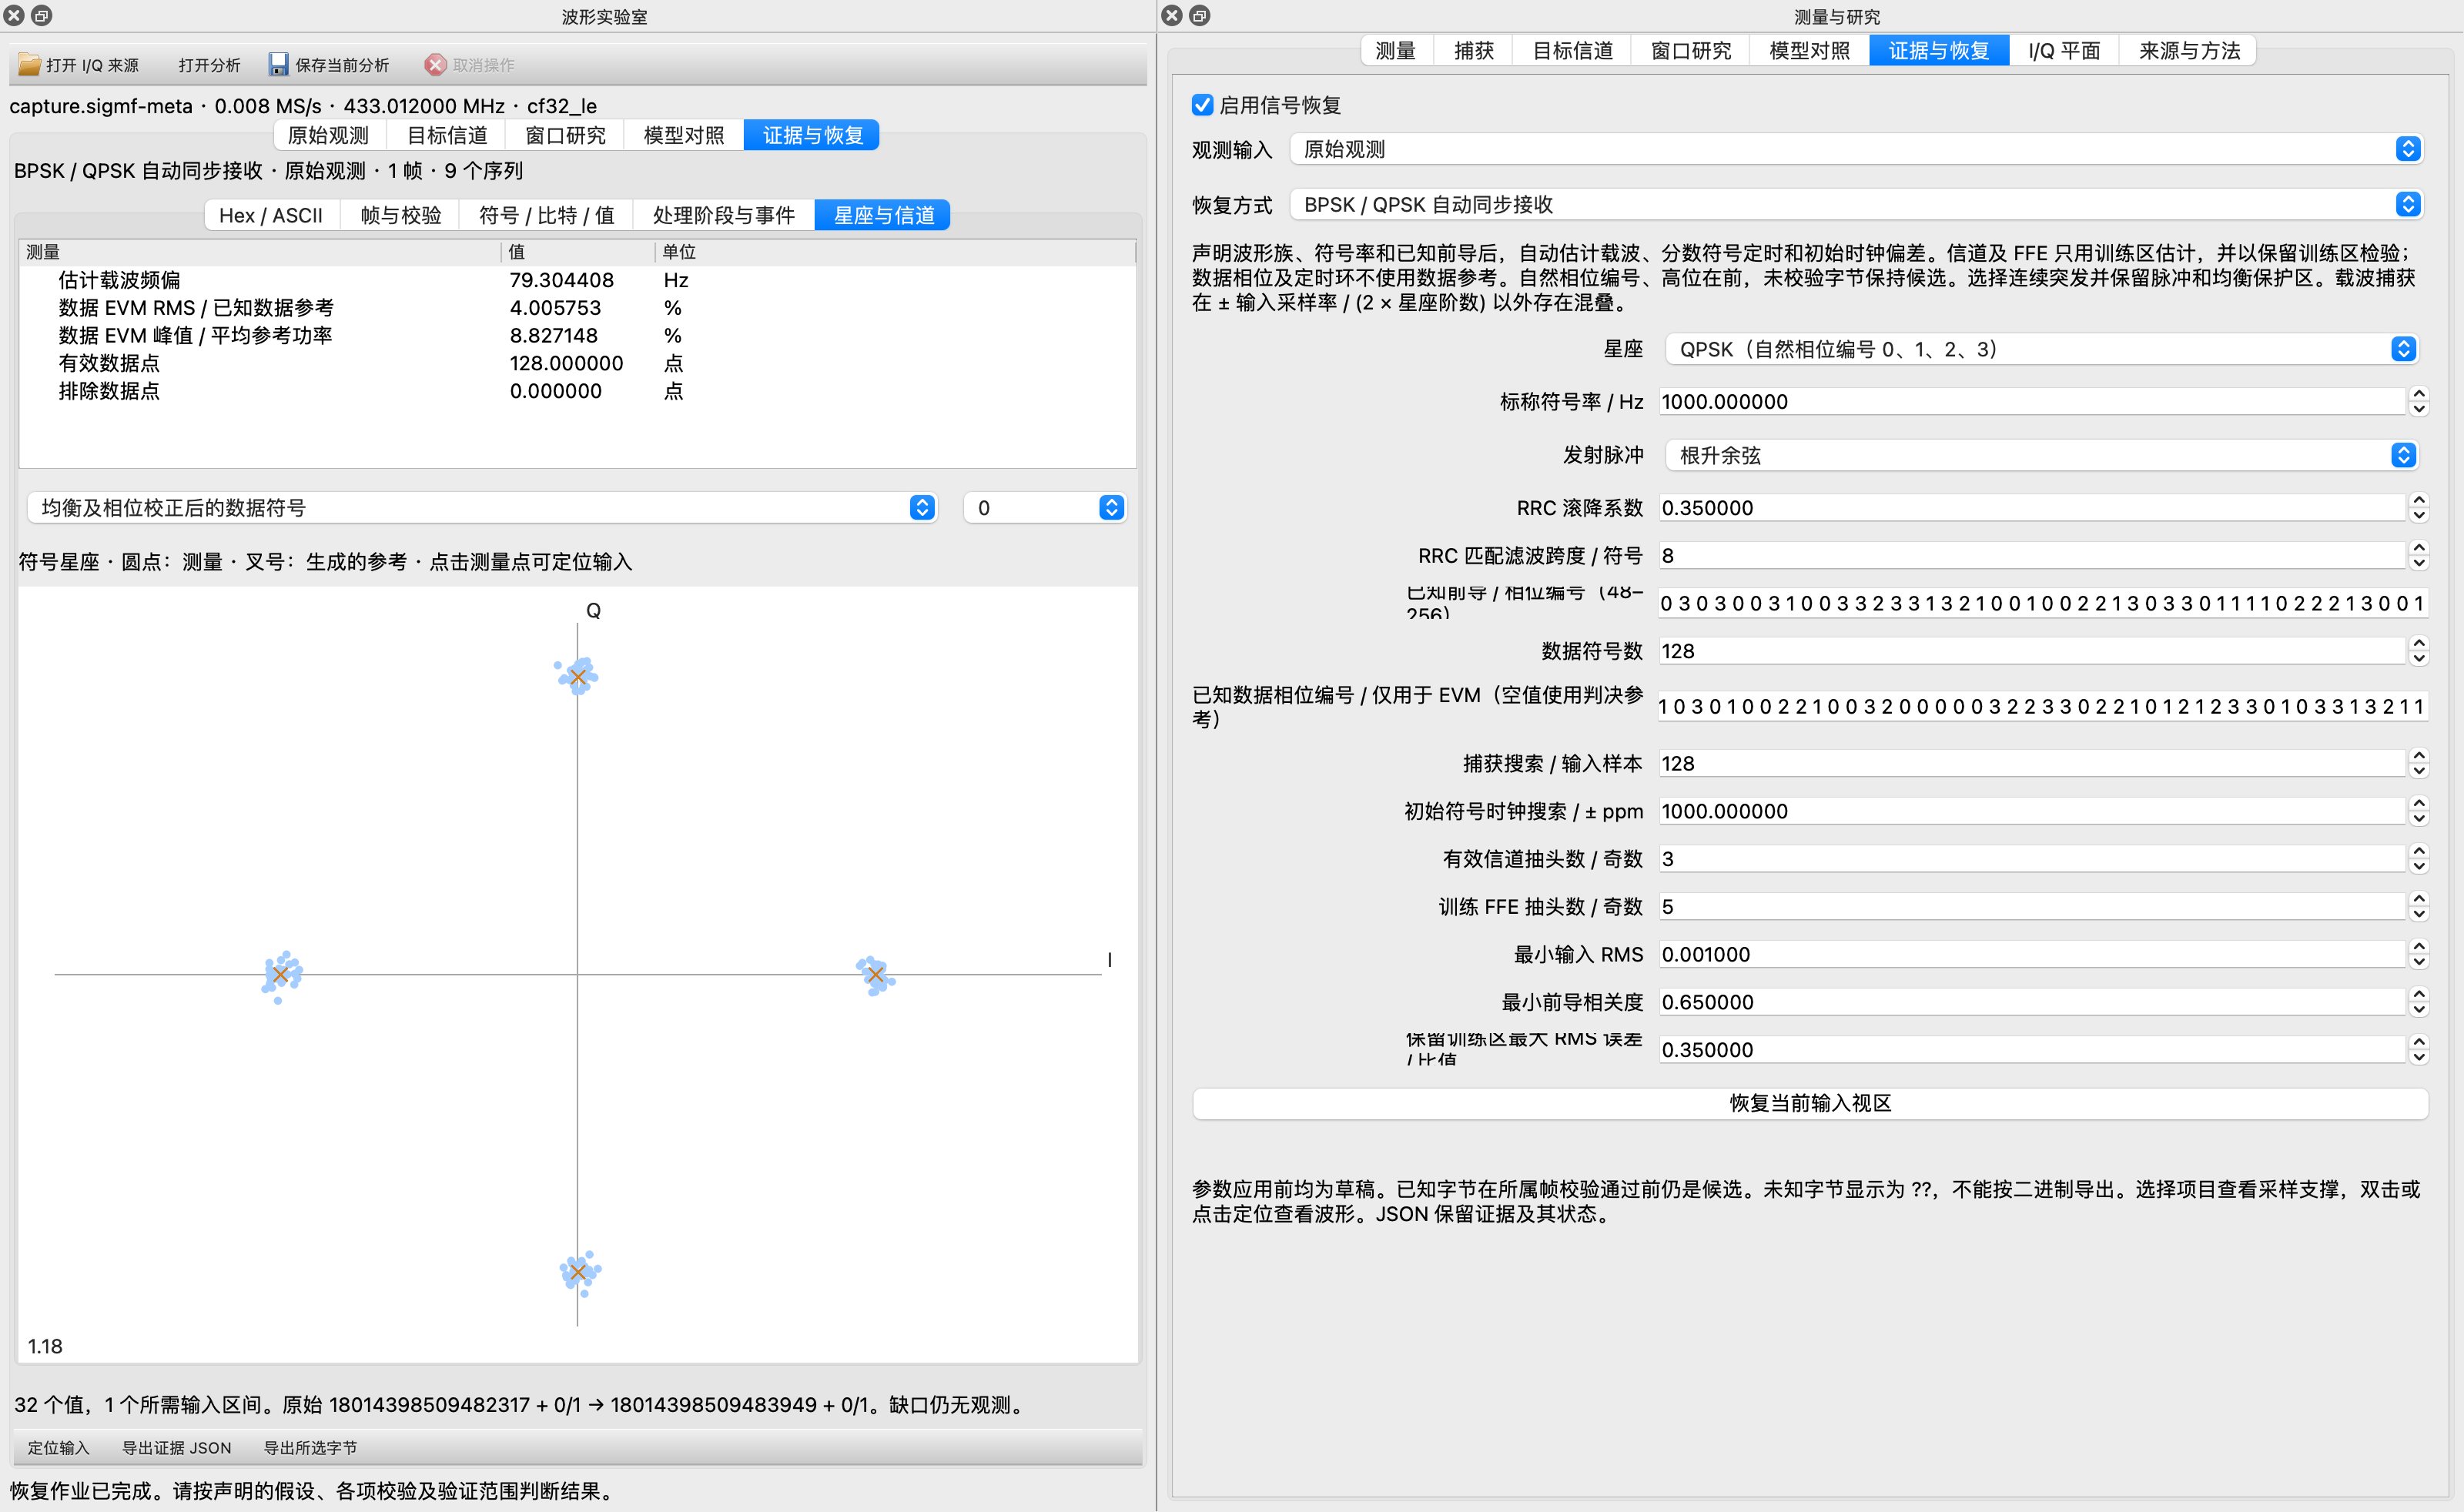 波形实验室
打开 I/Q 来源 打开分析 保存当前分析 取消操作
capture.sigmf-meta · 0.008 MS/s · 433.012000 MHz · cf32_le
原始观测 目标信道 窗口研究 模型对照 证据与恢复
BPSK / QPSK 自动同步接收 · 原始观测 · 1 帧 · 9 个序列
Hex / ASCII 帧与校验 符号 / 比特 / 值 处理阶段与事件 星座与信道
测量 值 单位
估计载波频偏 79.304408 Hz
数据 EVM RMS / 已知数据参考 4.005753 %
数据 EVM 峰值 / 平均参考功率 8.827148 %
有效数据点 128.000000 点
排除数据点 0.000000 点
均衡及相位校正后的数据符号 0
符号星座 · 圆点：测量 · 叉号：生成的参考 · 点击测量点可定位输入
Q
I
1.18
32 个值，1 个所需输入区间。原始 18014398509482317 + 0/1 → 18014398509483949 + 0/1。缺口仍无观测。
定位输入 导出证据 JSON 导出所选字节
恢复作业已完成。请按声明的假设、各项校验及验证范围判断结果。
测量与研究
测量 捕获 目标信道 窗口研究 模型对照 证据与恢复 I/Q 平面 来源与方法
启用信号恢复
观测输入 原始观测
恢复方式 BPSK / QPSK 自动同步接收
声明波形族、符号率和已知前导后，自动估计载波、分数符号定时和初始时钟偏差。信道及 FFE 只用训练区估计，并以保留训练区检验；
数据相位及定时环不使用数据参考。自然相位编号、高位在前，未校验字节保持候选。选择连续突发并保留脉冲和均衡保护区。载波捕获
在 ± 输入采样率 / (2 × 星座阶数) 以外存在混叠。
星座 QPSK（自然相位编号 0、1、2、3）
标称符号率 / Hz 1000.000000
发射脉冲 根升余弦
RRC 滚降系数 0.350000
RRC 匹配滤波跨度 / 符号 8
已知前导 / 相位编号（48–
256） 0 3 0 3 0 0 3 1 0 0 3 3 2 3 3 1 3 2 1 0 0 1 0 0 2 2 1 3 0 3 3 0 1 1 1 1 0 2 2 2 1 3 0 0 1
数据符号数 128
已知数据相位编号 / 仅用于 EVM（空值使用判决参
考） 1 0 3 0 1 0 0 2 2 1 0 0 3 2 0 0 0 0 0 3 2 2 3 3 0 2 2 1 0 1 2 1 2 3 3 0 1 0 3 3 1 3 2 1 1
捕获搜索 / 输入样本 128
初始符号时钟搜索 / ± ppm 1000.000000
有效信道抽头数 / 奇数 3
训练 FFE 抽头数 / 奇数 5
最小输入 RMS 0.001000
最小前导相关度 0.650000
保留训练区最大 RMS 误差
/ 比值 0.350000
恢复当前输入视区
参数应用前均为草稿。已知字节在所属帧校验通过前仍是候选。未知字节显示为 ??，不能按二进制导出。选择项目查看采样支撑，双击或
点击定位查看波形。JSON 保留证据及其状态。